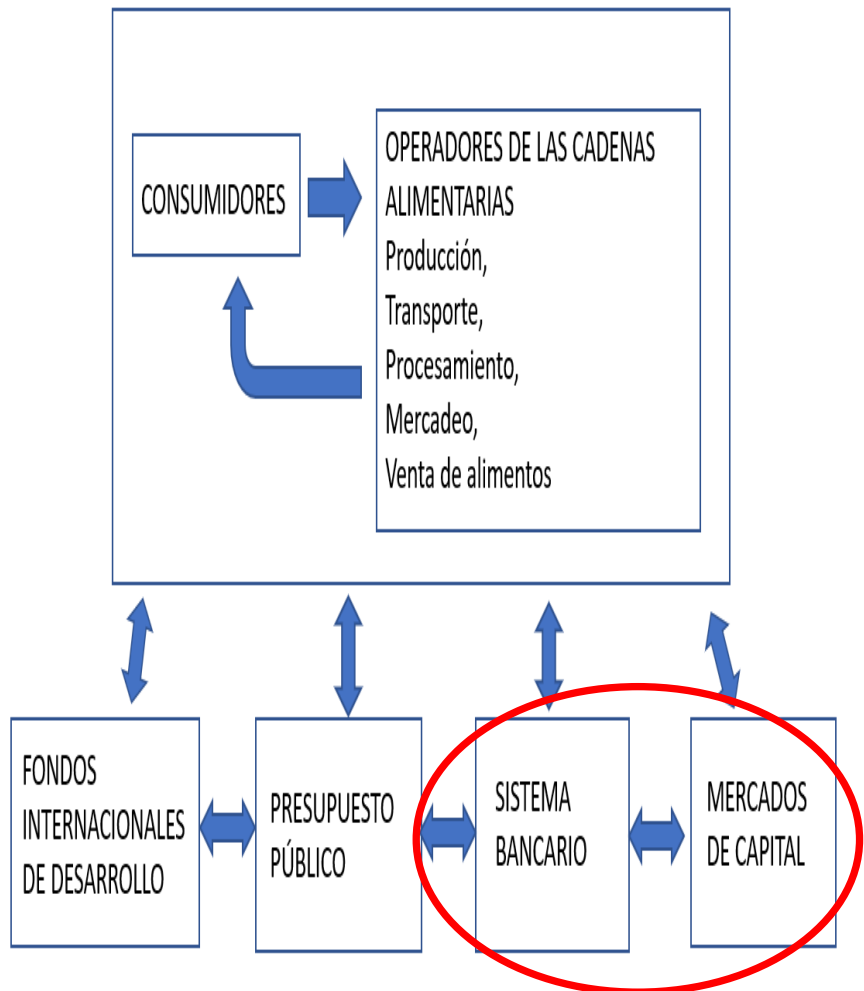 CONSUMIDORES
OPERADORES DE LAS CADENAS
ALIMENTARIAS
Producción,
Transporte,
Procesamiento,
Mercadeo,
Venta de alimentos
FONDOS
INTERNACIONALES
DE DESARROLLO
PRESUPUESTO
PÚBLICO
SISTEMA
BANCARIO
MERCADOS
DE CAPITAL